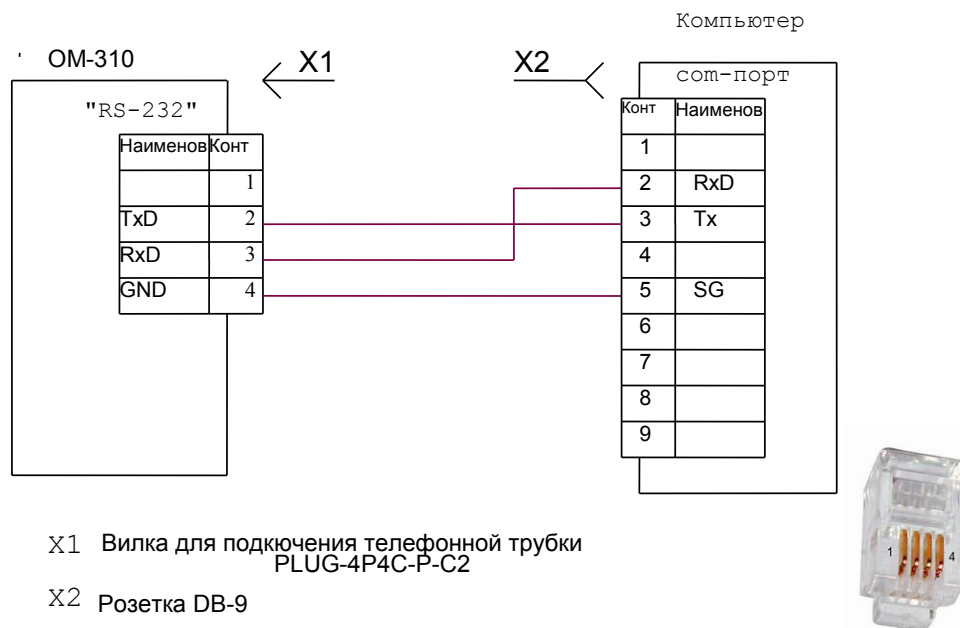 Компьютер
' OM-310
X1
X2
com-порт
"RS-232"
Конт Наименов
Наименов Конт
1
1
2 RxD
TxD 2
3 Tx
RxD 3
4
GND 4
5 SG
6
7
8
9
X1 Вилка для подкючения телефонной трубки
PLUG-4P4C-P-C2
X2 Розетка DB-9
1 4